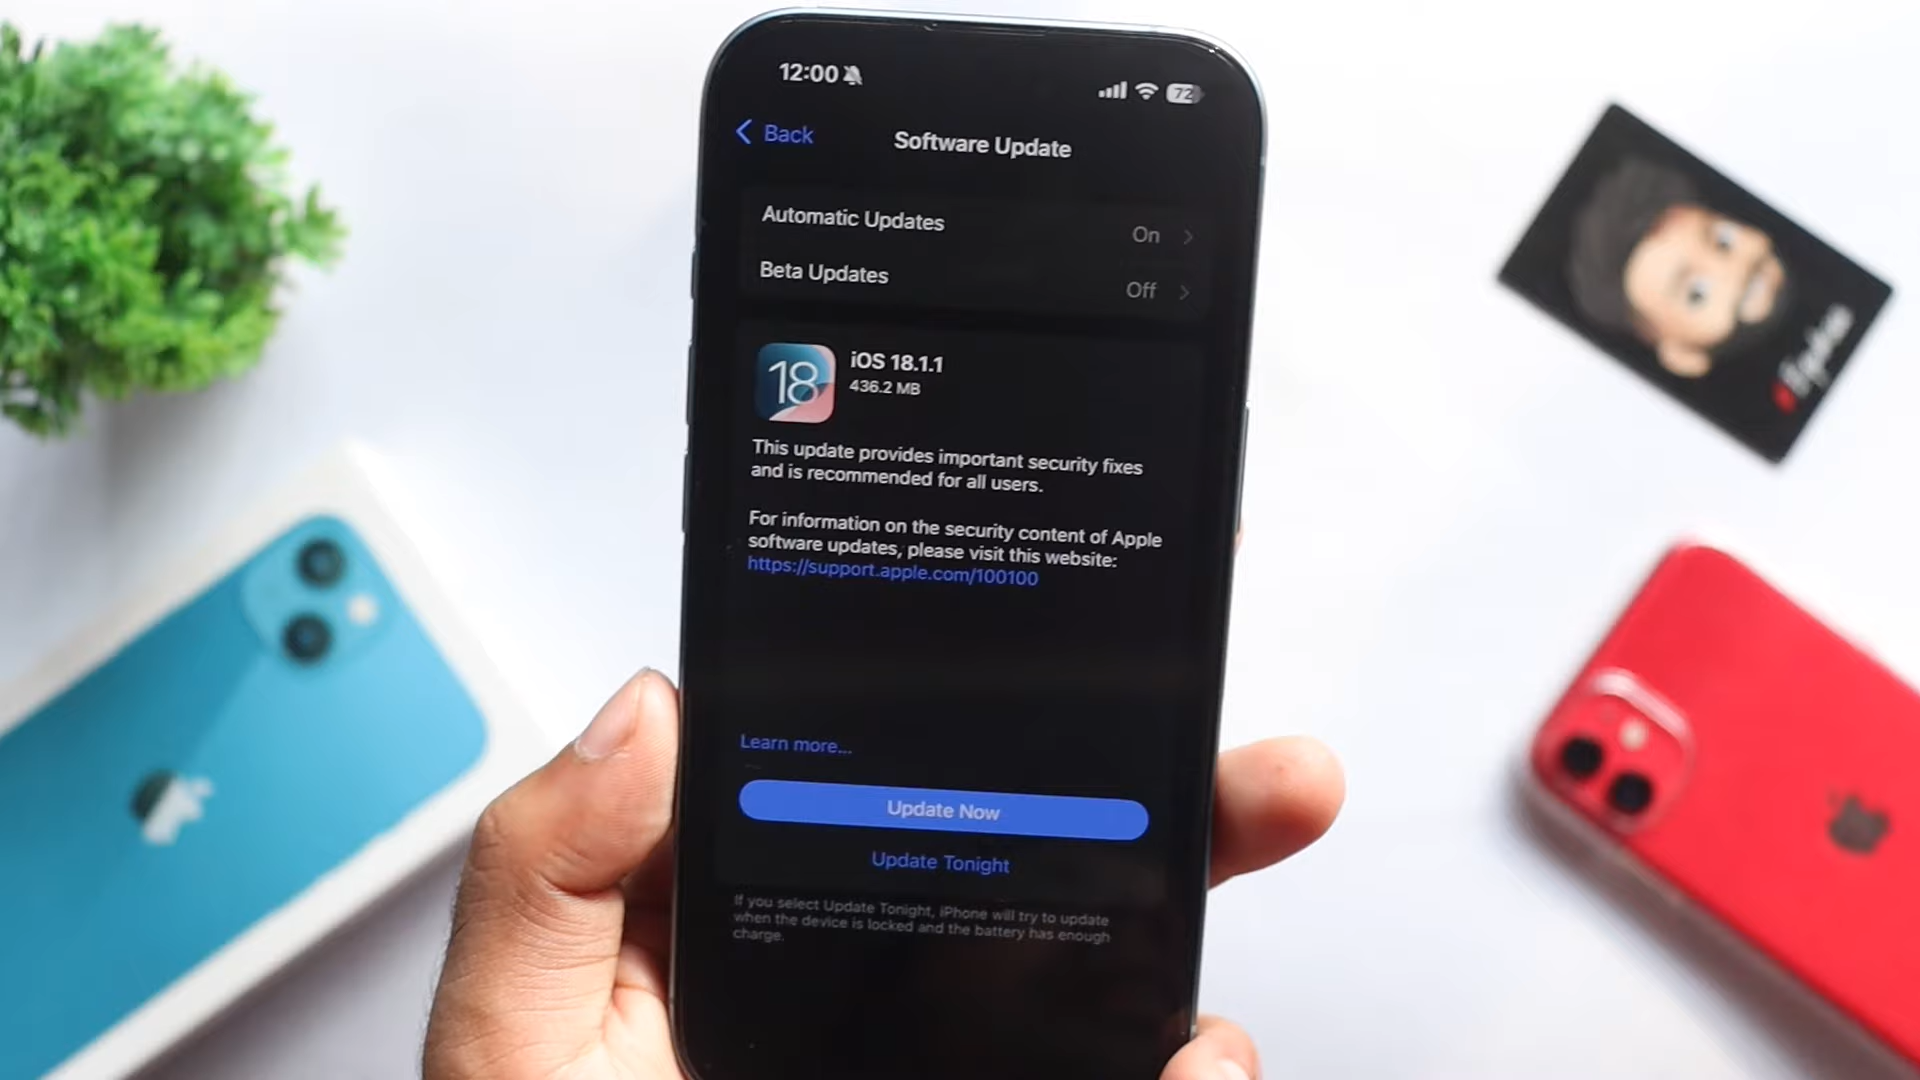 12:00
72
Back
Software Update
Automatic Updates
On
Beta Updates
Off
18
iOS 18.1.1
436.2 MB
This update provides important security fixes
and is recommended for all users.
For information on the security content of Apple
software updates, please visit this website:
https://support.apple.com/100100
Learn more...
Update Now
Update Tonight
If you select Update Tonight, iPhone will try to update
when the device is locked and the battery has enough
charge.